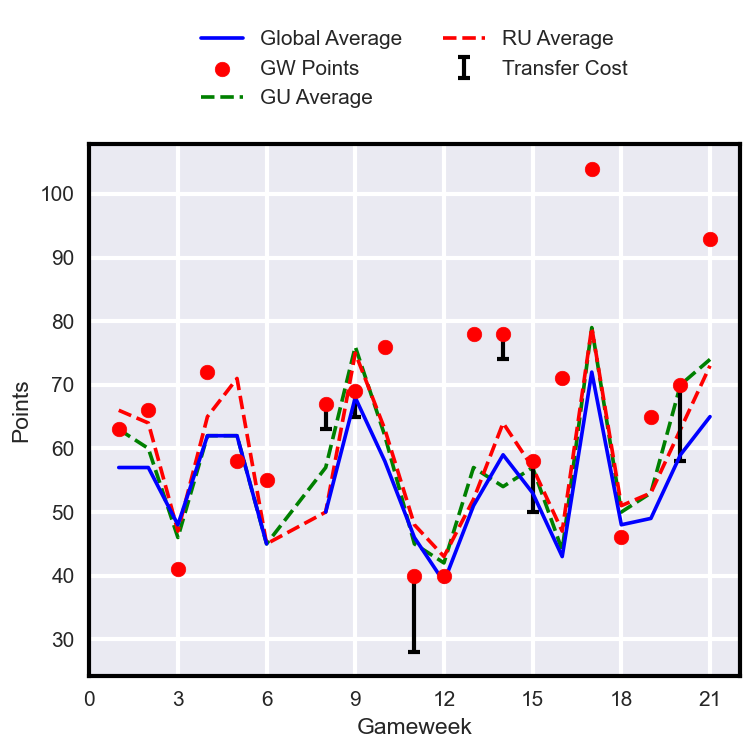 Global Average
GW Points
GU Average
RU Average
Transfer Cost
Points
100
90
80
70
60
50
40
30
0 3 6 9 12 15 18 21
Gameweek